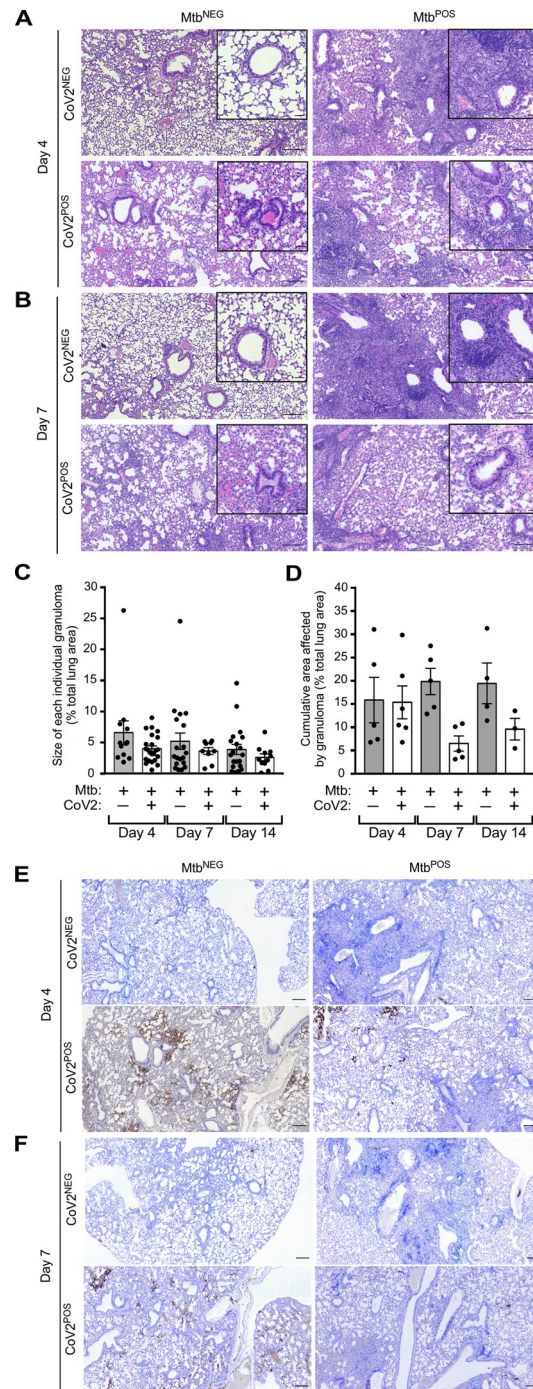 A
Mtb^NEG
Mtb^POS
Day 4
CoV2^NEG
CoV2^POS
B
Day 7
CoV2^NEG
CoV2^POS
C
Size of each individual granuloma
(% total lung area)
30
25
20
15
10
5
0
Mtb: + + + + + +
CoV2: — + — + — +
Day 4 Day 7 Day 14
D
Cumulative area affected
by granuloma (% total lung area)
40
35
30
25
20
15
10
5
0
Mtb: + + + + + +
CoV2: — + — + — +
Day 4 Day 7 Day 14
E
Mtb^NEG
Mtb^POS
Day 4
CoV2^NEG
CoV2^POS
F
Day 7
CoV2^NEG
CoV2^POS